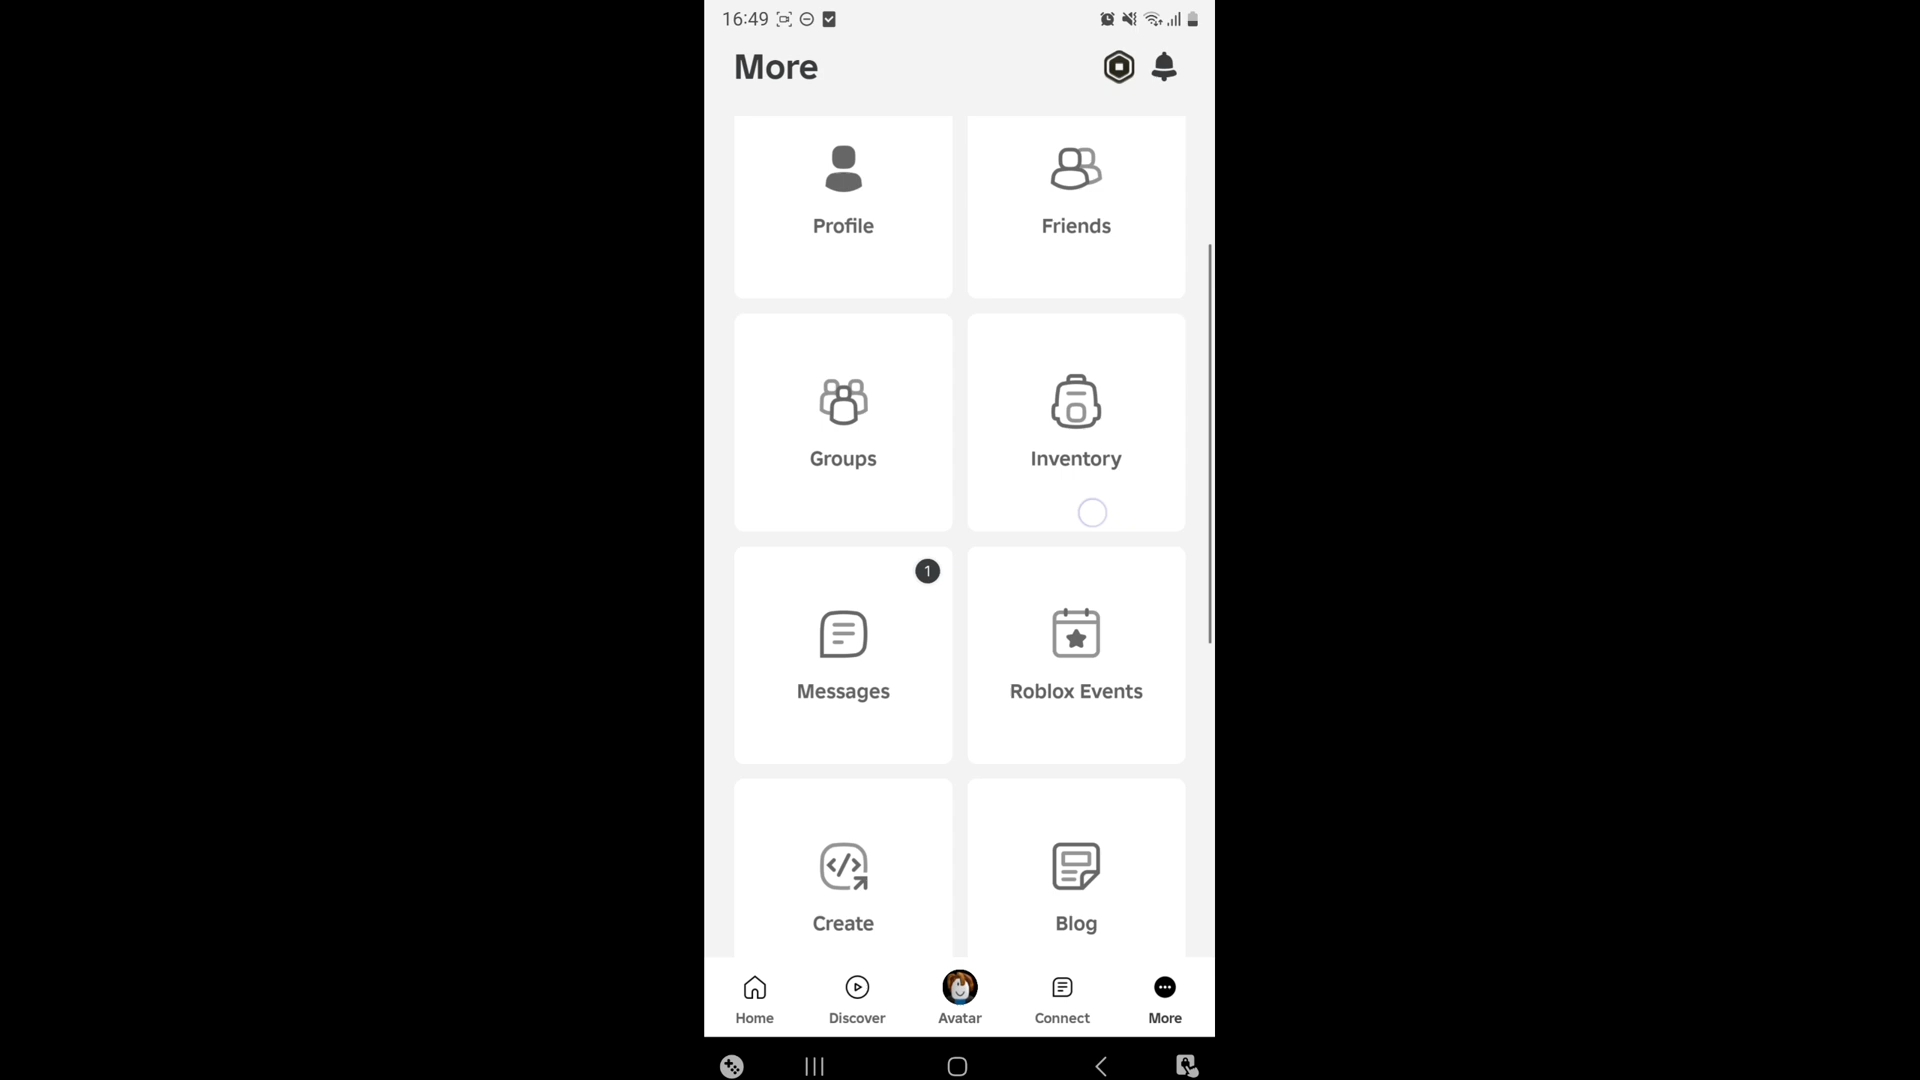 16:49
More
Profile
Friends
Groups
Inventory
1
Messages
Roblox Events
Create
Blog
Home
Discover
Avatar
Connect
More